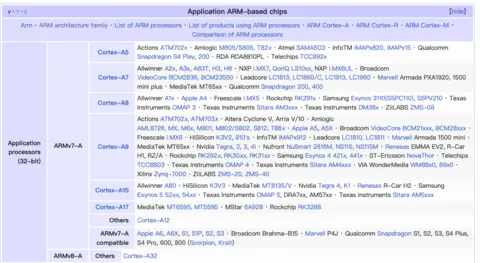 v · t · e
Application ARM-based chips
[hide]
Arm · ARM architecture family · List of ARM processors · List of products using ARM processors · ARM Cortex-A · ARM Cortex-R · ARM Cortex-M ·
Comparison of ARM processors
Application
processors
(32-bit)
ARMv7-A
Cortex-A5
Actions ATM702x · Amlogic M805/S805, T82x · Atmel SAMA5D3 · InfoTM iMAPx820, iMAPx15 · Qualcomm
Snapdragon S4 Play, 200 · RDA RDA8810PL · Telechips TCC892x
Cortex-A7
Allwinner A2x, A3x, A83T, H3, H8 · NXP i.MX7, QorIQ LS10xx, NXP i.MX6UL · Broadcom
VideoCore BCM2836, BCM23550 · Leadcore LC1813, LC1860/C, LC1913, LC1960 · Marvell Armada PXA1920, 1500
mini plus · MediaTek MT65xx · Qualcomm Snapdragon 200, 400
Cortex-A8
Allwinner A1x · Apple A4 · Freescale i.MX5 · Rockchip RK291x · Samsung Exynos 3110(S5PC110), S5PV210 · Texas
Instruments OMAP 3 · Texas Instruments Sitara AM3xxx · Texas Instruments DM38x · ZiiLABS ZMS-08
Cortex-A9
Actions ATM702x, ATM703x · Altera Cyclone V, Arria V/10 · Amlogic
AML8726, MX, M6x, M801, M802/S802, S812, T86x · Apple A5, A5X · Broadcom VideoCore BCM21xxx, BCM28xxx ·
Freescale i.MX6 · HiSilicon K3V2, 910's · InfoTM iMAPx912 · Leadcore LC1810, LC1811 · Marvell Armada 1500 mini ·
MediaTek MT65xx · Nvidia Tegra, 2, 3, 4i · Nufront NuSmart 2816M, NS115, NS115M · Renesas EMMA EV2, R-Car
H1, RZ/A · Rockchip RK292x, RK30xx, RK31xx · Samsung Exynos 4 421x, 441x · ST-Ericsson NovaThor · Telechips
TCC8803 · Texas Instruments OMAP 4 · Texas Instruments Sitara AM4xxx · VIA WonderMedia WM88x0, 89x0 ·
Xilinx Zynq-7000 · ZiiLABS ZMS-20, ZMS-40
Cortex-A15
Allwinner A80 · HiSilicon K3V3 · MediaTek MT8135/V · Nvidia Tegra 4, K1 · Renesas R-Car H2 · Samsung
Exynos 5 52xx, 54xx · Texas Instruments OMAP 5, DRA7xx, AM57xx · Texas Instruments Sitara AM5xxx
Cortex-A17
MediaTek MT6595, MT5595 · MStar 6A928 · Rockchip RK3288
Others
Cortex-A12
ARMv7-A
compatible
Apple A6, A6X, S1, S1P, S2, S3 · Broadcom Brahma-B15 · Marvell P4J · Qualcomm Snapdragon S1, S2, S3, S4 Plus,
S4 Pro, 600, 800 (Scorpion, Krait)
ARMv8-A
Others
Cortex-A32